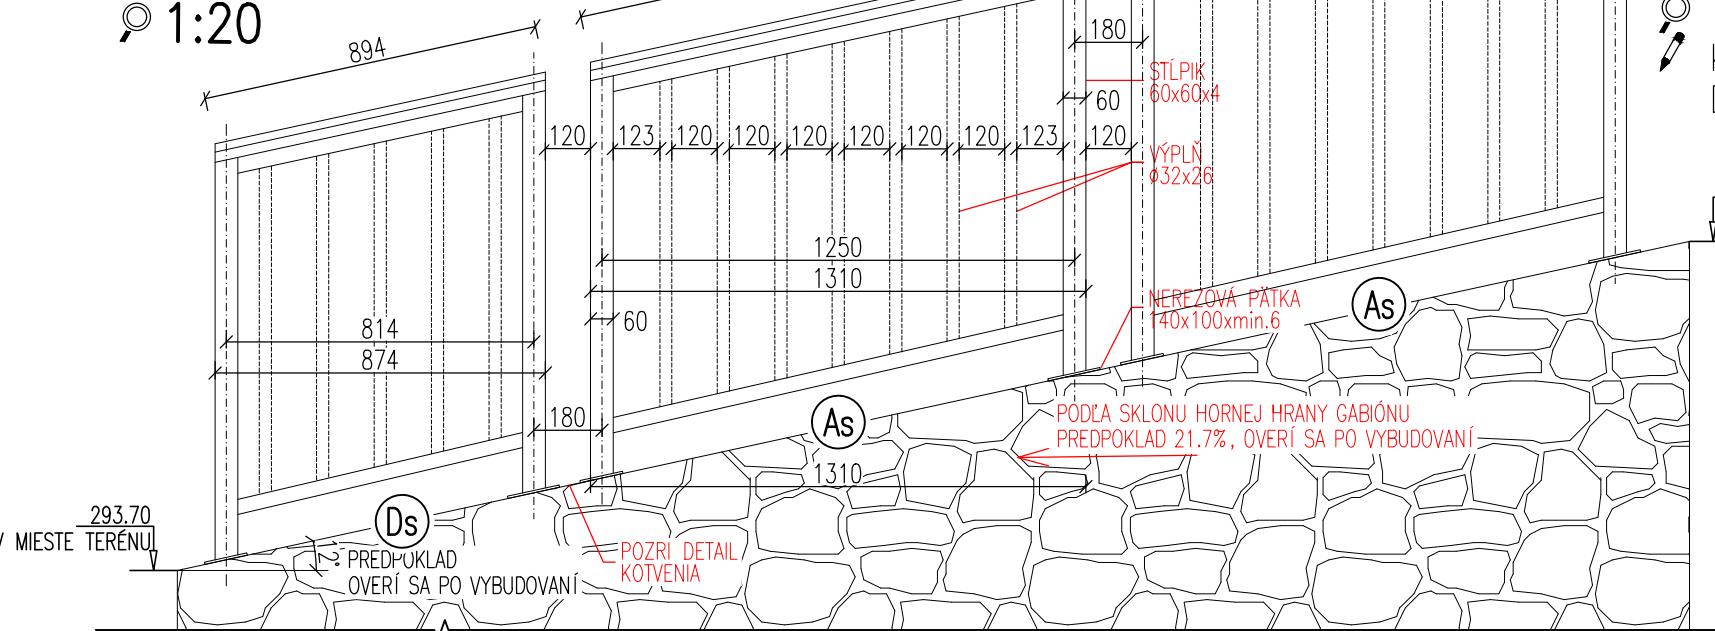 1:20
894
180
STĹPIK
60x60x4
60
120
123
120
120
120
120
120
120
123
120
VÝPLŇ
ø32x26
1250
1310
60
814
874
NEREZOVÁ PÄTKA
140x100xmin.6
As
180
As
PODĽA SKLONU HORNEJ HRANY GABIÓNU
PREDPOKLAD 21.7%, OVERÍ SA PO VYBUDOVANÍ
1310
293.70
V MIESTE TERÉNU
Ds
12°
PREDPOKLAD
OVERÍ SA PO VYBUDOVANÍ
POZRI DETAIL
KOTVENIA